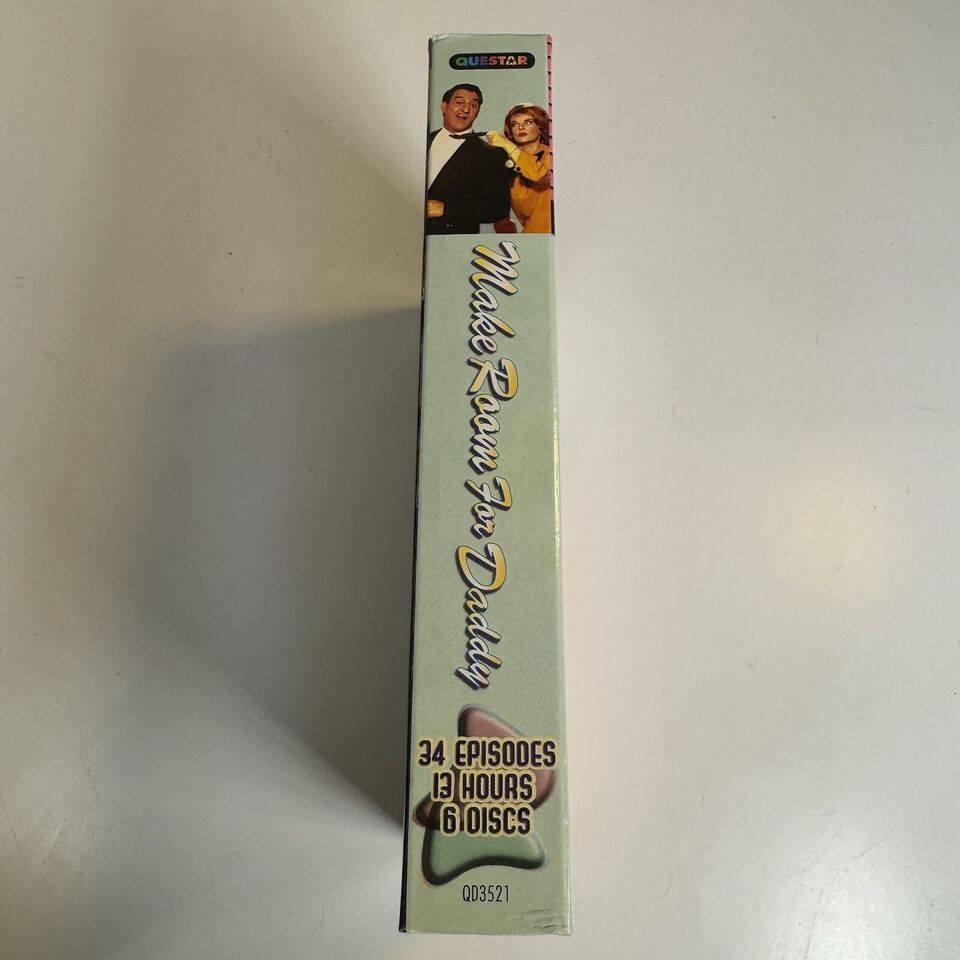 QUESTAR
Make Room For Daddy
34 EPISODES
13 HOURS
6 DISCS
QD3521